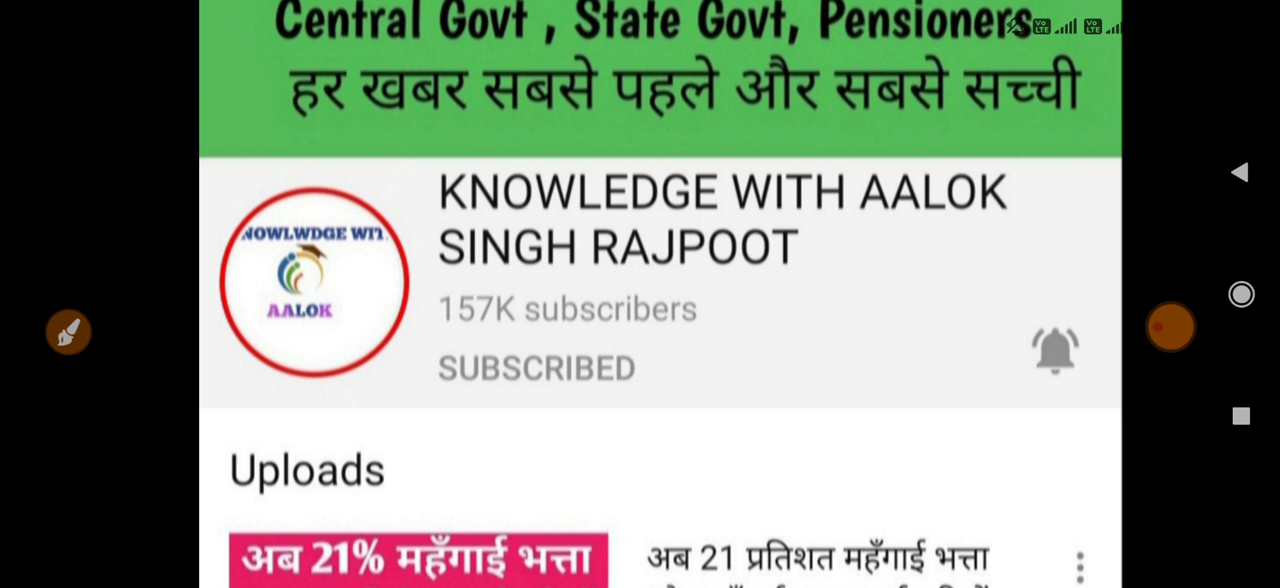 Central Govt , State Govt, Pensioners
हर खबर सबसे पहले और सबसे सच्ची
KNOWLEDGE WITH AALOK
SINGH RAJPOOT
NOWLWDGE WIT
AALOK
157K subscribers
SUBSCRIBED
Uploads
अब 21% महँगाई भत्ता
अब 21 प्रतिशत महँगाई भत्ता